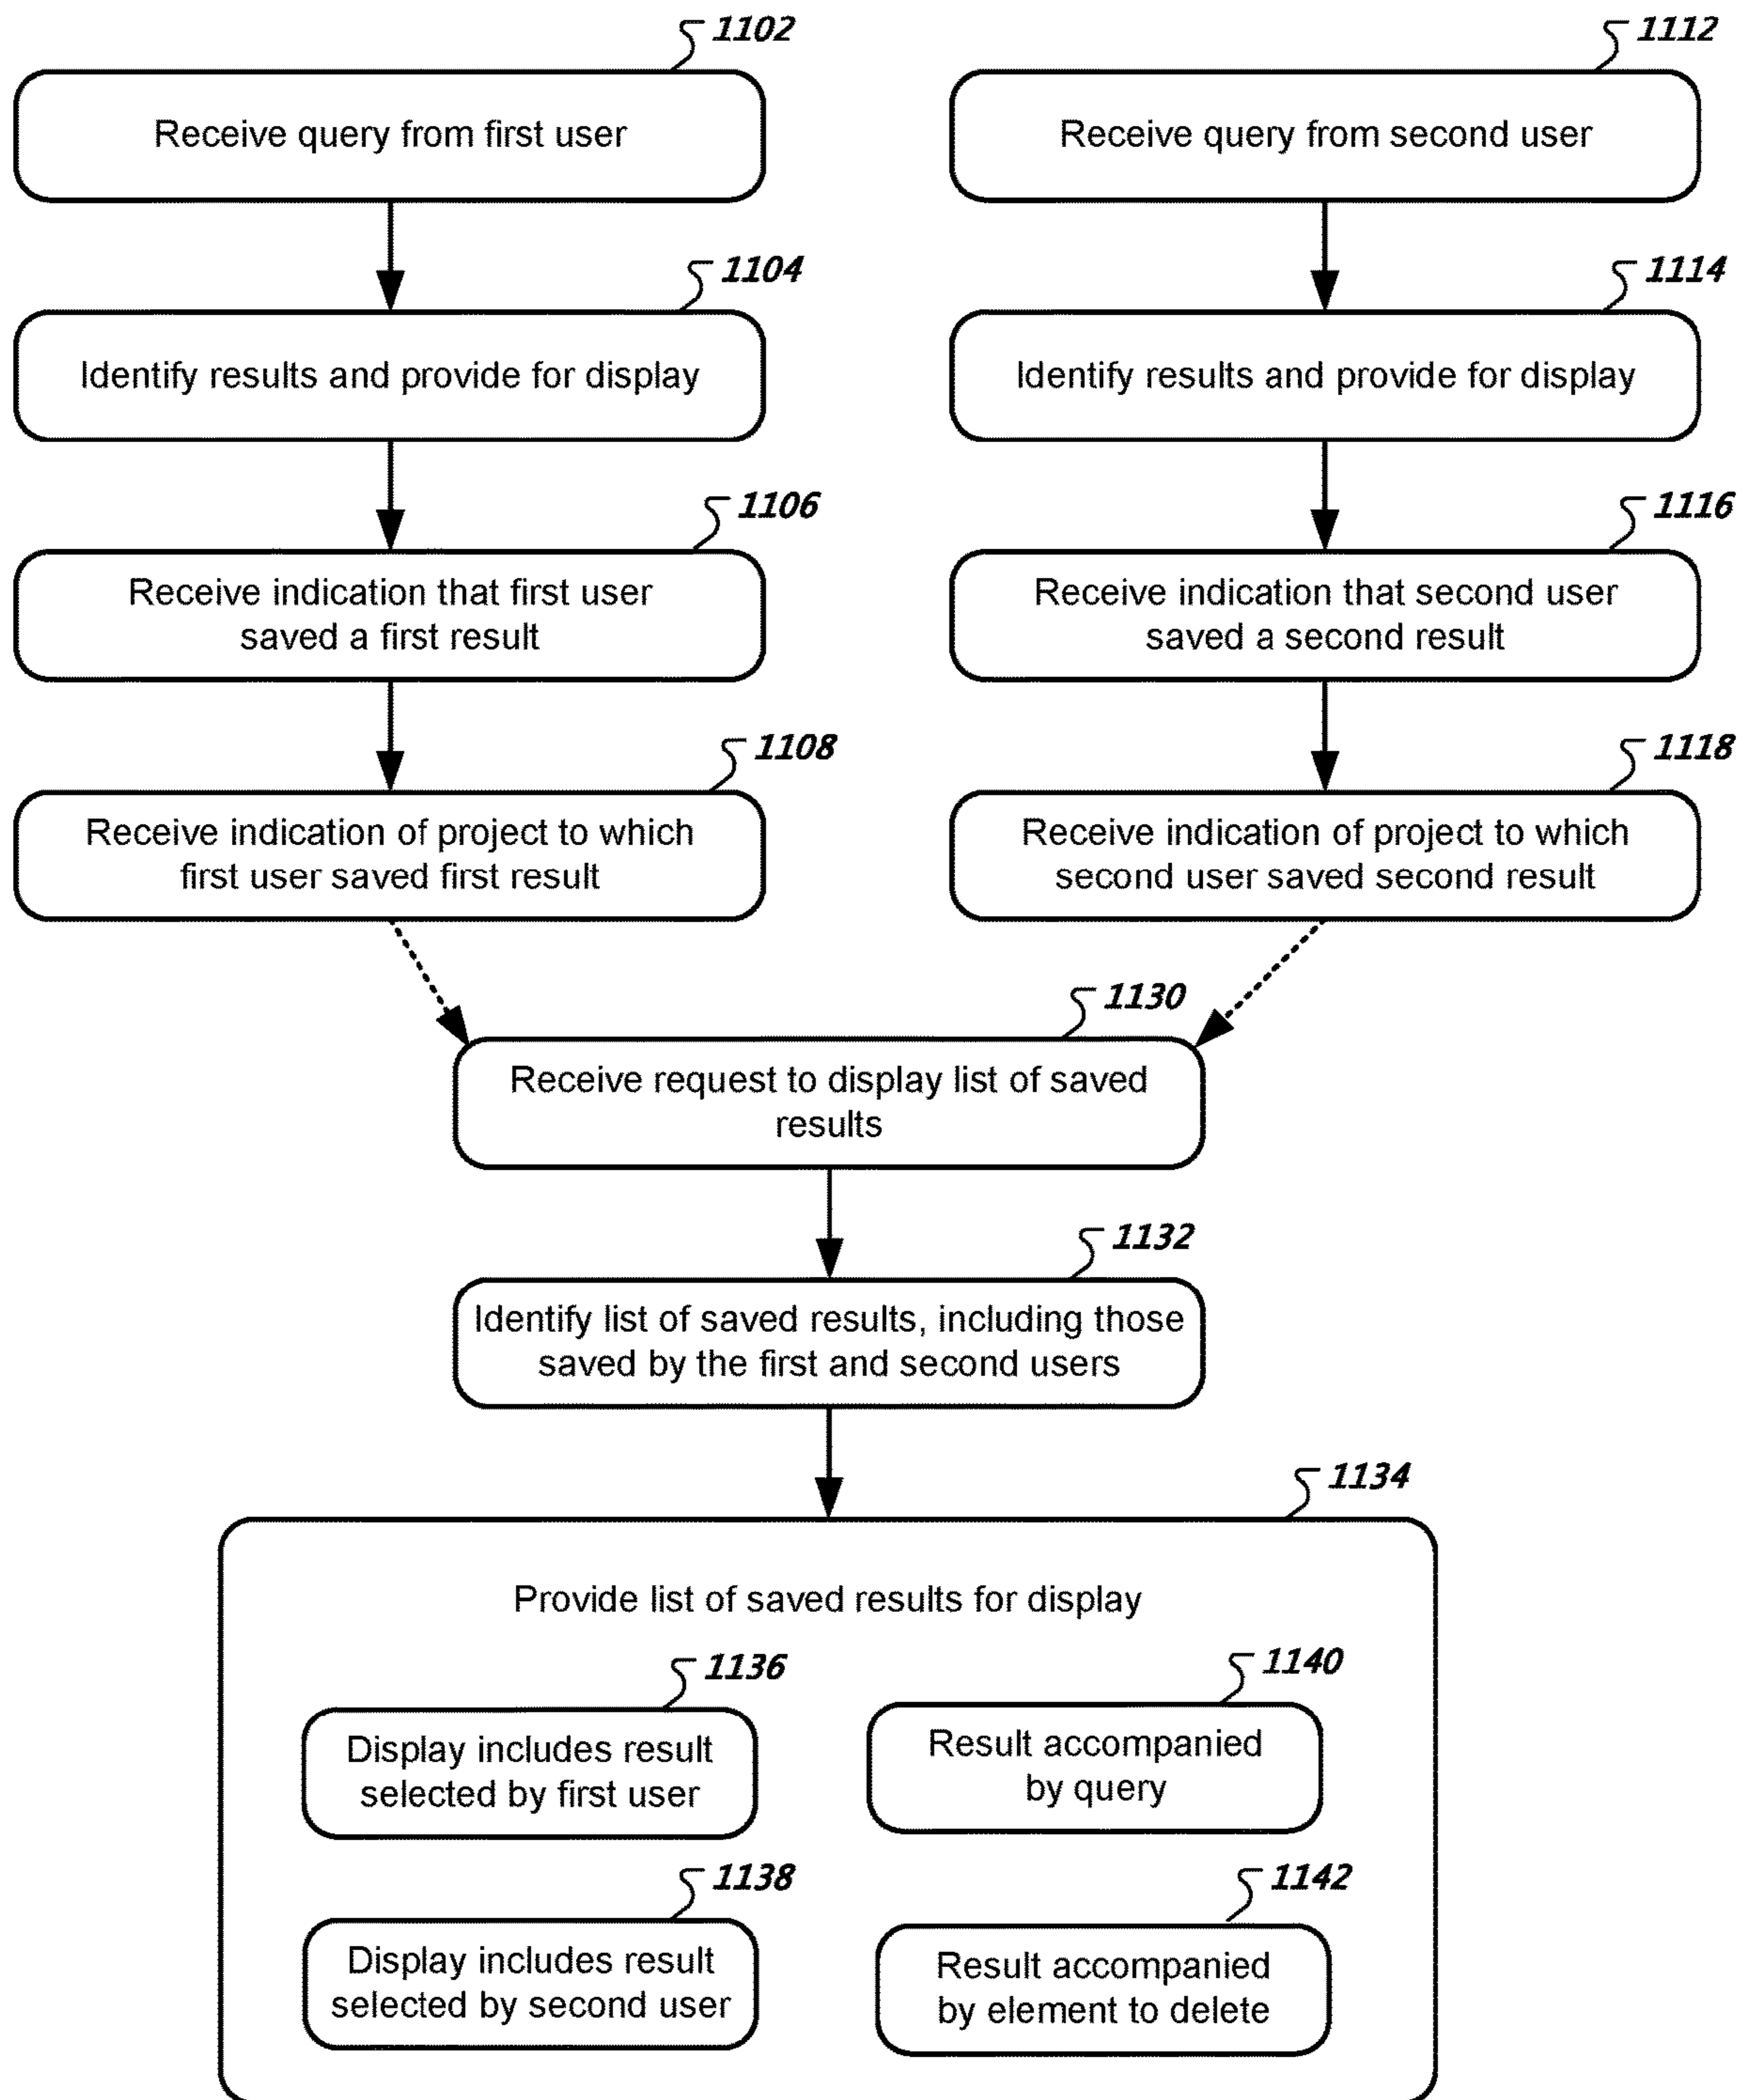 1102
Receive query from first user
1104
Identify results and provide for display
1106
Receive indication that first user
saved a first result
1108
Receive indication of project to which
first user saved first result
1112
Receive query from second user
1114
Identify results and provide for display
1116
Receive indication that second user
saved a second result
1118
Receive indication of project to which
second user saved second result
1130
Receive request to display list of saved
results
1132
Identify list of saved results, including those
saved by the first and second users
1134
Provide list of saved results for display
1136
Display includes result
selected by first user
1138
Display includes result
selected by second user
1140
Result accompanied
by query
1142
Result accompanied
by element to delete